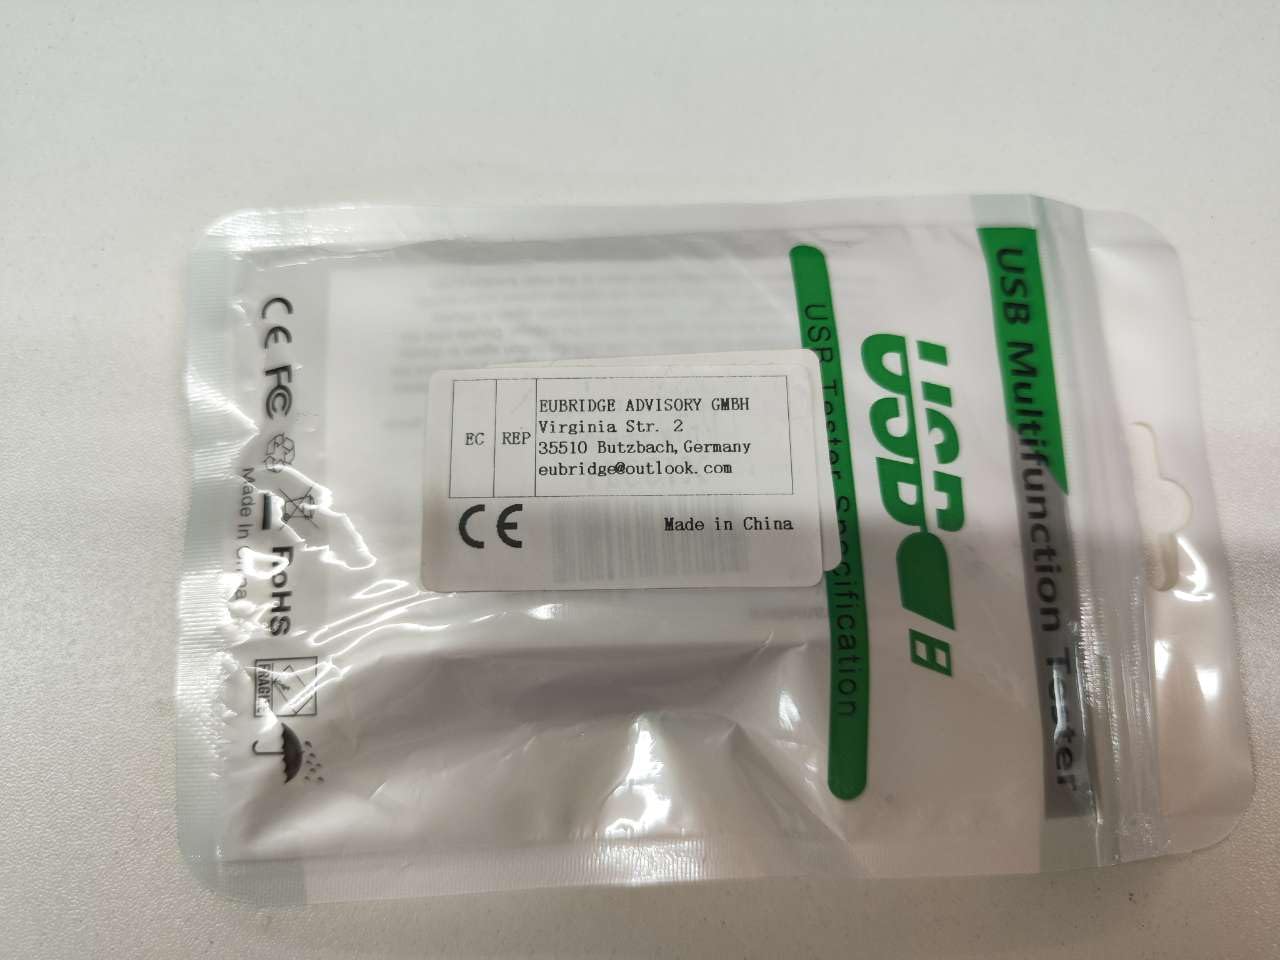 EC
REP
EUBRIDGE ADVISORY GMBH
Virginia Str. 2
35510 Butzbach, Germany
eubridge@outlook.com
CE
Made in China
USB Multifunction Tester
USB
USB Tester Specification
CE FC
RoHS
Made In China
FRAGILE